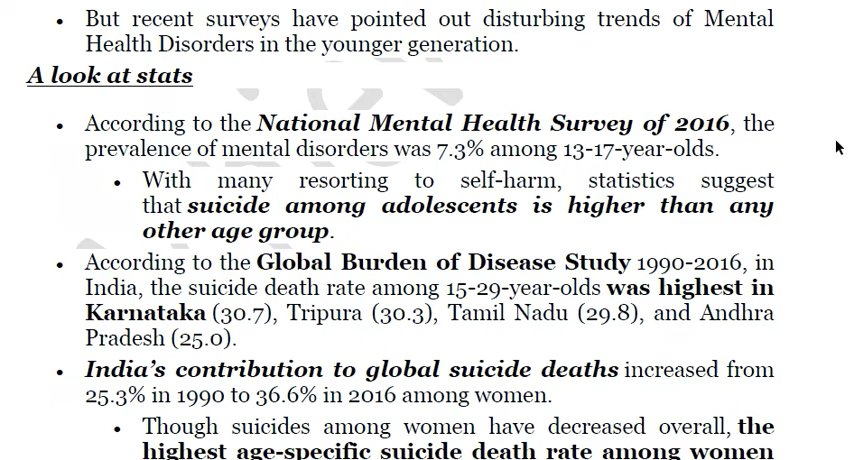 • But recent surveys have pointed out disturbing trends of Mental
Health Disorders in the younger generation.
A look at stats
• According to the National Mental Health Survey of 2016, the
prevalence of mental disorders was 7.3% among 13-17-year-olds.
• With many resorting to self-harm, statistics suggest
that suicide among adolescents is higher than any
other age group.
• According to the Global Burden of Disease Study 1990-2016, in
India, the suicide death rate among 15-29-year-olds was highest in
Karnataka (30.7), Tripura (30.3), Tamil Nadu (29.8), and Andhra
Pradesh (25.0).
• India's contribution to global suicide deaths increased from
25.3% in 1990 to 36.6% in 2016 among women.
• Though suicides among women have decreased overall, the
highest age-specific suicide death rate among women